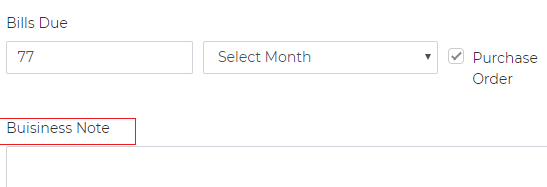 Bills Due
77
Select Month
Purchase
Order
Buisiness Note